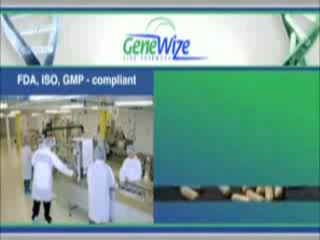 GeneWize
LIFE SCIENCES
FDA, ISO, GMP - compliant